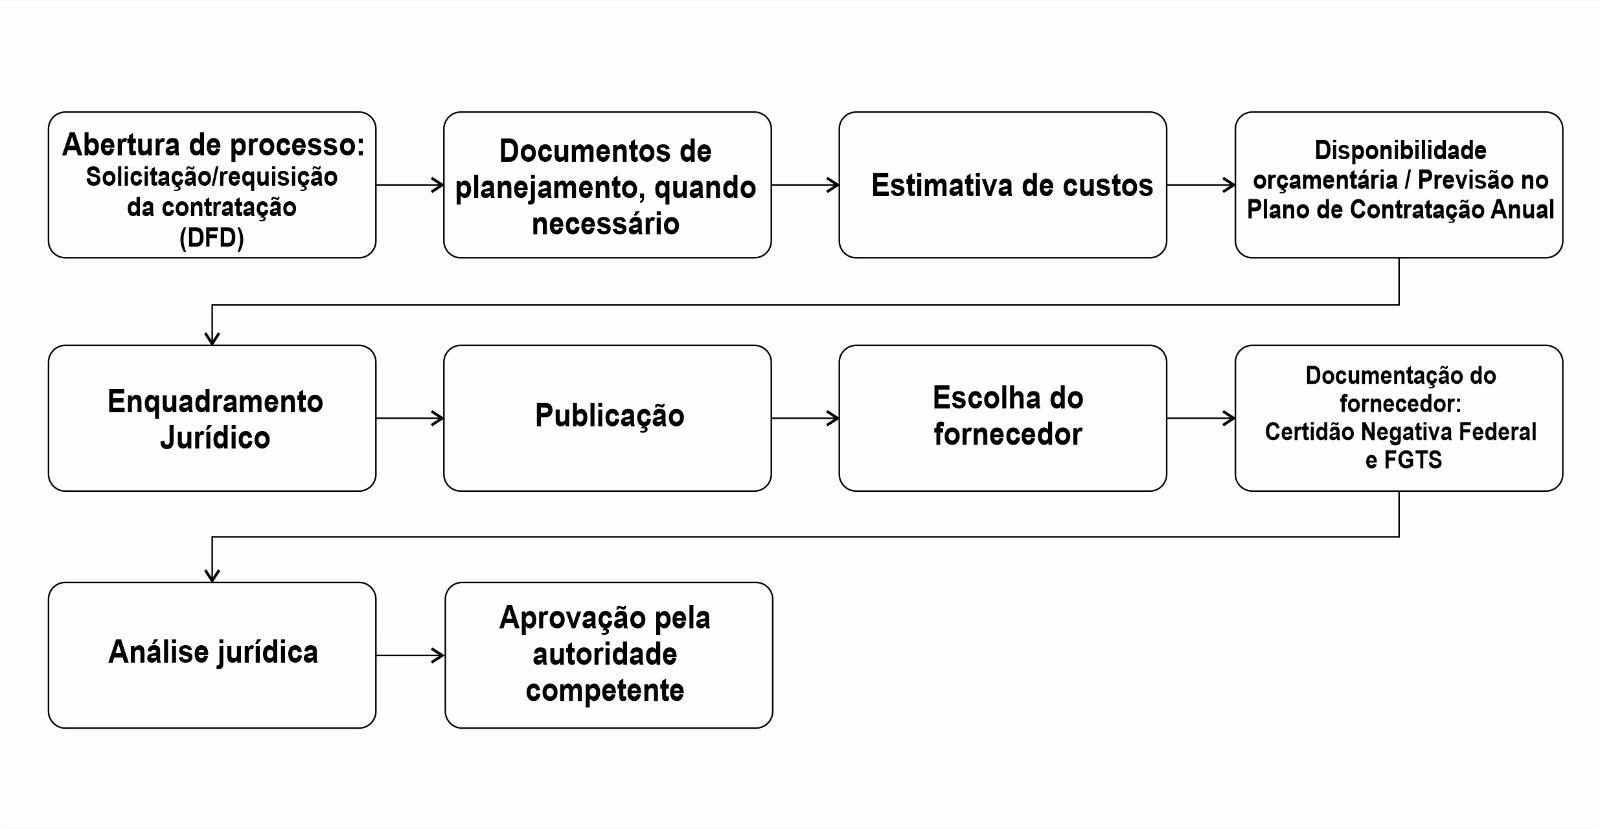 Abertura de processo:
Solicitação/requisição
da contratação
(DFD)
Documentos de
planejamento, quando
necessário
Estimativa de custos
Disponibilidade
orçamentária / Previsão no
Plano de Contratação Anual
Enquadramento
Jurídico
Publicação
Escolha do
fornecedor
Documentação do
fornecedor:
Certidão Negativa Federal
e FGTS
Análise jurídica
Aprovação pela
autoridade
competente